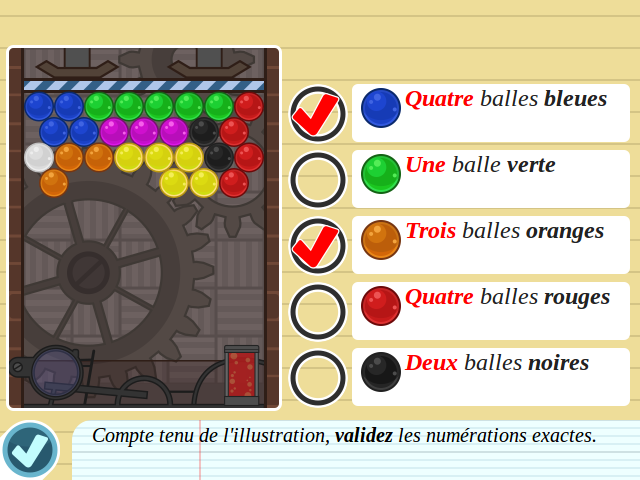 Quatre balles bleues
Une balle verte
Trois balles oranges
Quatre balles rouges
Deux balles noires
Compte tenu de l'illustration, validez les numérations exactes.